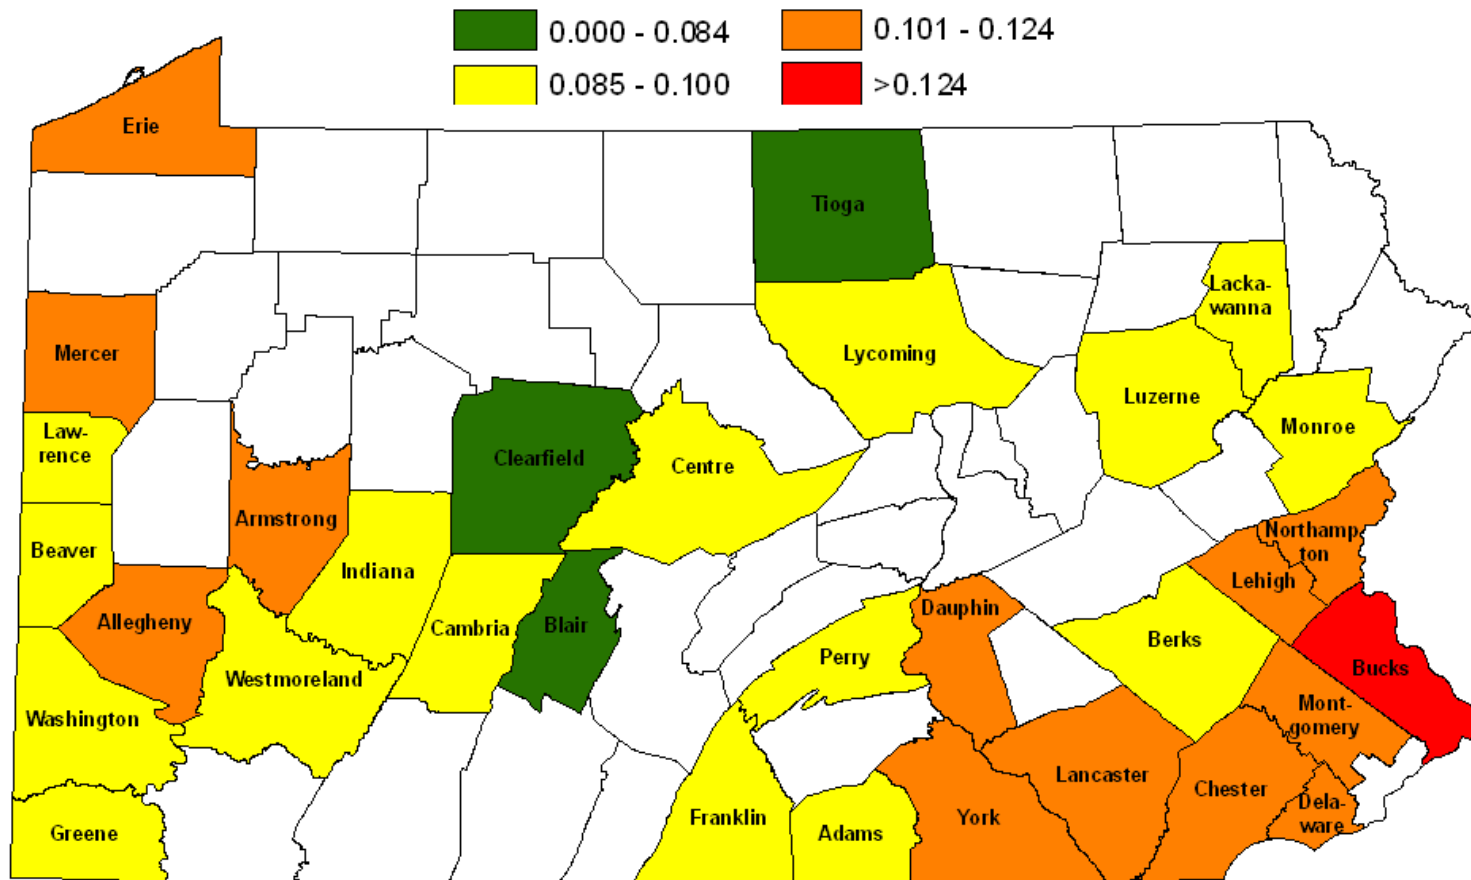 0.000 - 0.084
0.101 - 0.124
0.085 - 0.100
>0.124
Erie
Tioga
Lacka-
wanna
Mercer
Lycoming
Luzerne
Monroe
Law-
rence
Clearfield
Centre
Armstrong
Northamp
ton
Beaver
Indiana
Lehigh
Allegheny
Cambria
Blair
Dauphin
Berks
Perry
Bucks
Westmoreland
Washington
Mont-
gomery
Lancaster
Chester
Greene
Franklin
Adams
York
Dela-
ware